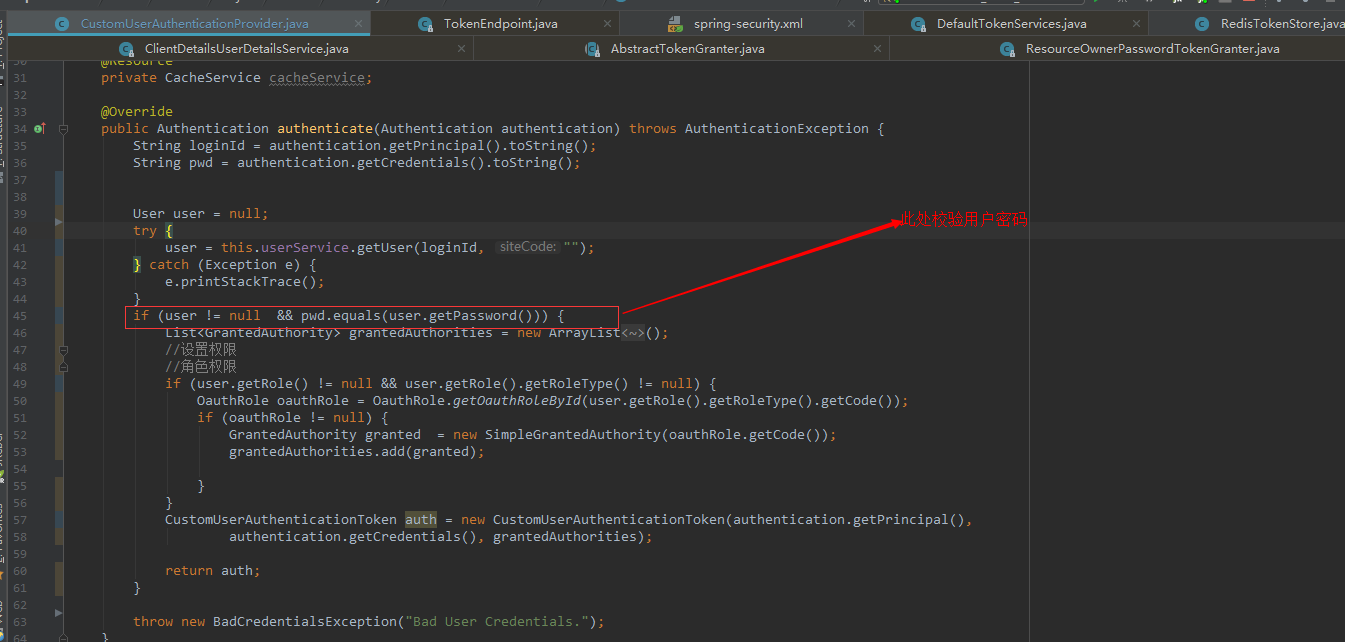 CustomUserAuthenticationProvider.java TokenEndpoint.java spring-security.xml DefaultTokenServices.java RedisTokenStore.java
ClientDetailsUserDetailsService.java AbstractTokenGranter.java ResourceOwnerPasswordTokenGranter.java
30 @Resource
31 private CacheService cacheService;
32
33 @Override
34 public Authentication authenticate(Authentication authentication) throws AuthenticationException {
35 String loginId = authentication.getPrincipal().toString();
36 String pwd = authentication.getCredentials().toString();
37
38
39 User user = null;
此处校验用户密码
40 try {
41 user = this.userService.getUser(loginId, siteCode: "");
42 } catch (Exception e) {
43 e.printStackTrace();
44 }
45 if (user != null && pwd.equals(user.getPassword())) {
46 List<GrantedAuthority> grantedAuthorities = new ArrayList<~>();
47 //设置权限
48 //角色权限
49 if (user.getRole() != null && user.getRole().getRoleType() != null) {
50 OauthRole oauthRole = OauthRole.getOauthRoleById(user.getRole().getRoleType().getCode());
51 if (oauthRole != null) {
52 GrantedAuthority granted = new SimpleGrantedAuthority(oauthRole.getCode());
53 grantedAuthorities.add(granted);
54
55 }
56 }
57 CustomUserAuthenticationToken auth = new CustomUserAuthenticationToken(authentication.getPrincipal(),
58 authentication.getCredentials(), grantedAuthorities);
59
60 return auth;
61 }
62
63 throw new BadCredentialsException("Bad User Credentials.");
64 }